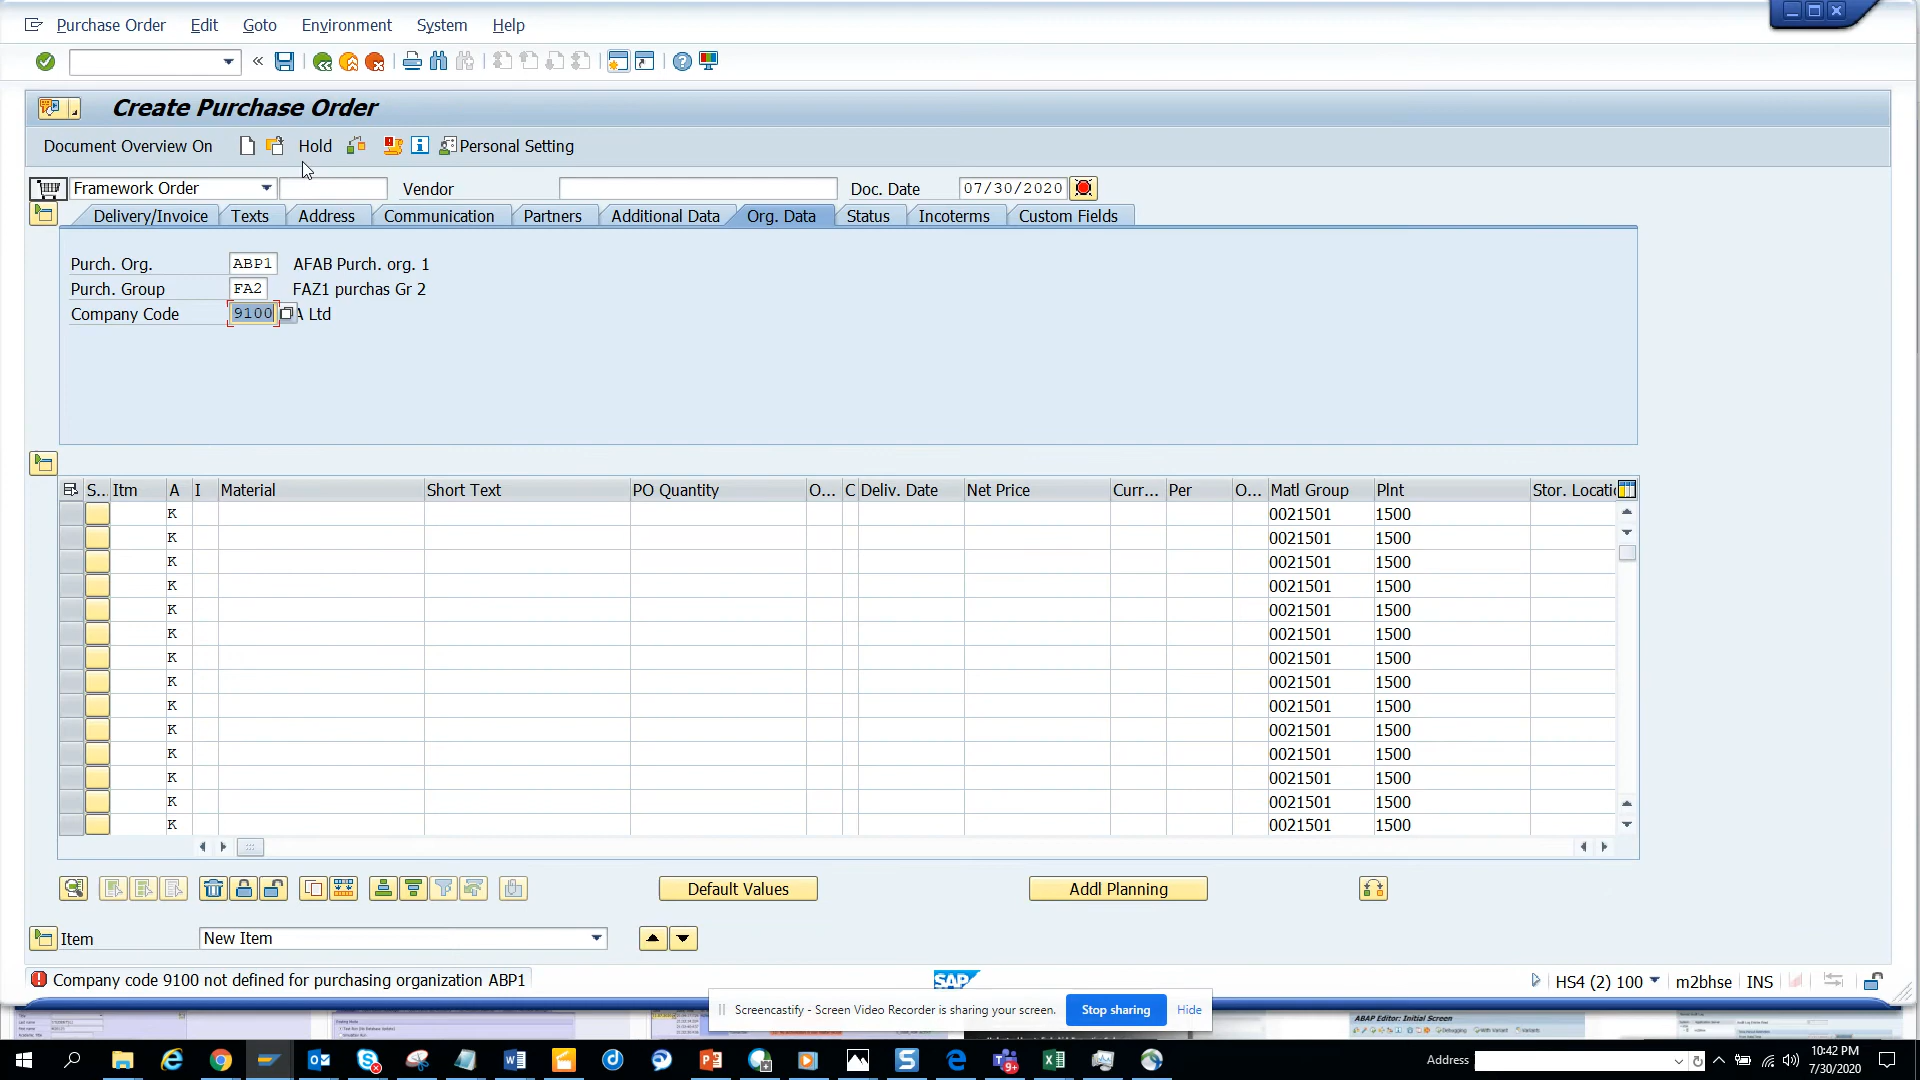 Purchase Order Edit Goto Environment System Help
«
Create Purchase Order
Document Overview On Hold Personal Setting
Framework Order Vendor Doc. Date 07/30/2020
Delivery/Invoice Texts Address Communication Partners Additional Data Org. Data Status Incoterms Custom Fields
Purch. Org. ABP1 AFAB Purch. org. 1
Purch. Group FA2 FAZ1 purchas Gr 2
Company Code 9100 A Ltd
S... Itm A I Material Short Text PO Quantity O... C Deliv. Date Net Price Curr... Per O... Matl Group Plnt Stor. Locatio
K 0021501 1500
K 0021501 1500
K 0021501 1500
K 0021501 1500
K 0021501 1500
K 0021501 1500
K 0021501 1500
K 0021501 1500
K 0021501 1500
K 0021501 1500
K 0021501 1500
K 0021501 1500
K 0021501 1500
K 0021501 1500
Default Values Addl Planning
Item New Item
Company code 9100 not defined for purchasing organization ABP1 SAP HS4 (2) 100 m2bhse INS
Screencastify - Screen Video Recorder is sharing your screen. Stop sharing Hide
ABAP Editor: Initial Screen
Address 10:42 PM
7/30/2020